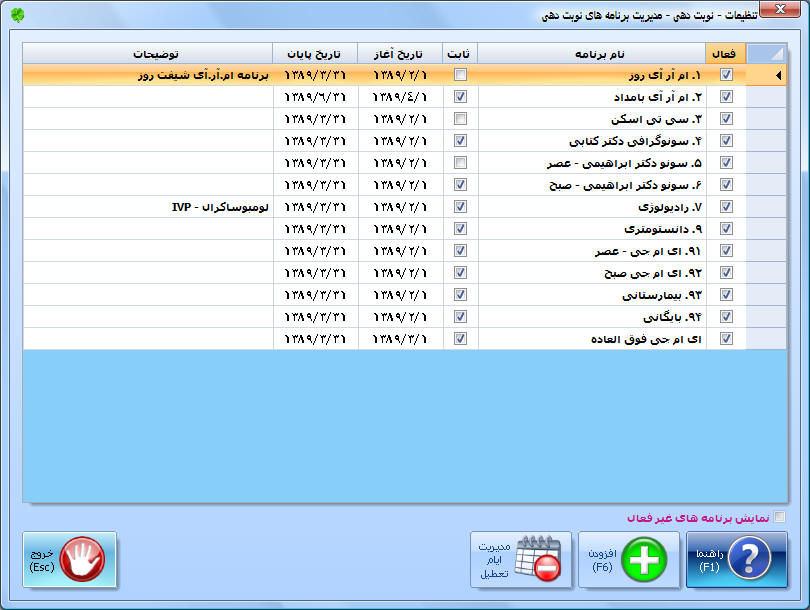 تنظیمات - نوبت دهی - مدیریت برنامه های نوبت دهی
فعال نام برنامه ثابت تاریخ آغاز تاریخ پایان توضیحات
۱. ام آر آی روز ۱۳۸۹/۲/۱ ۱۳۸۹/۳/۳۱ برنامه ام.آر.آی شیفت روز
۲. ام آر آی بامداد ۱۳۸۹/٤/۱ ۱۳۸۹/٦/۳۱
۳. سی تی اسکن ۱۳۸۹/۲/۱ ۱۳۸۹/۳/۳۱
۴. سونوگرافی دکتر کتابی ۱۳۸۹/۲/۱ ۱۳۸۹/۳/۳۱
۵. سونو دکتر ابراهیمی - عصر ۱۳۸۹/۲/۱ ۱۳۸۹/۳/۳۱
۶. سونو دکتر ابراهیمی - صبح ۱۳۸۹/۲/۱ ۱۳۸۹/۳/۳۱
۷. رادیولوژی ۱۳۸۹/۲/۱ ۱۳۸۹/۳/۳۱ لومبوساکرال - IVP
۹. دانستومتری ۱۳۸۹/۲/۱ ۱۳۸۹/۳/۳۱
۹۱. ای ام جی - عصر ۱۳۸۹/۲/۱ ۱۳۸۹/۳/۳۱
۹۲. ای ام جی صبح ۱۳۸۹/۲/۱ ۱۳۸۹/۳/۳۱
۹۳. بیمارستانی ۱۳۸۹/۲/۱ ۱۳۸۹/۳/۳۱
۹۴. بایگانی ۱۳۸۹/۲/۱ ۱۳۸۹/۳/۳۱
ای ام جی فوق العاده ۱۳۸۹/۳/۱ ۱۳۸۹/۳/۳۱
نمایش برنامه های غیر فعال
راهنما
(F1)
افزودن
(F6)
مدیریت
ایام
تعطیل
خروج
(Esc)